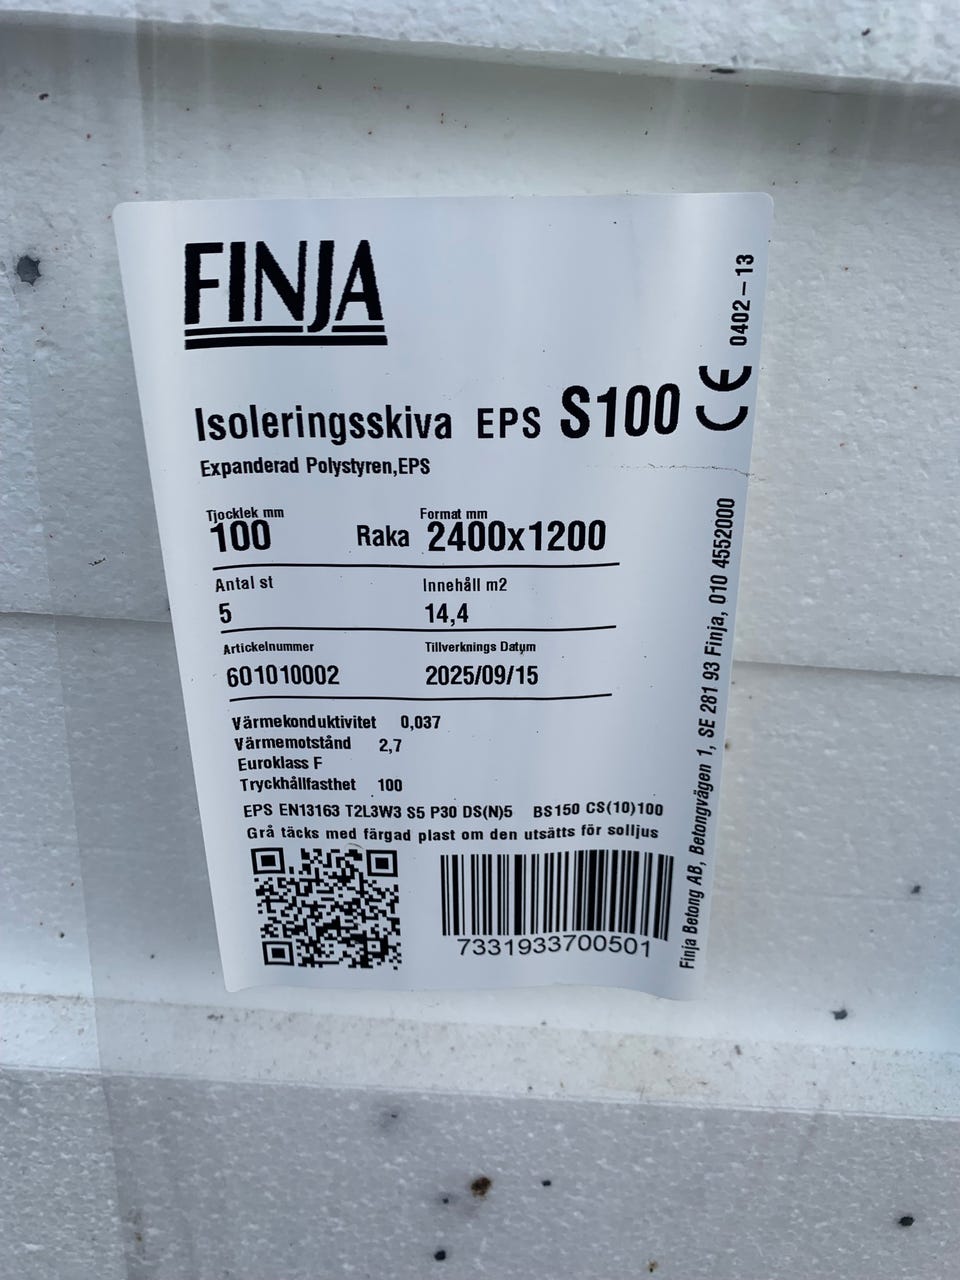 FINJA
Isoleringsskiva EPS S100
Expanderad Polystyren,EPS
Tjocklek mm Format mm
100 Raka 2400x1200
Antal st Innehåll m2
5 14,4
Artickelnummer Tillverknings Datym
601010002 2025/09/15
Värmekonduktivitet 0,037
Värmemotstånd 2,7
Euroklass F
Tryckhållfasthet 100
EPS EN13163 T2L3W3 S5 P30 DS(N)5 BS150 CS(10)100
Grå täcks med färgad plast om den utsätts för solljus
7331933700501
CE 0402-13
Finja Betong AB, Betongvägen 1, SE 281 93 Finja, 010 4552000